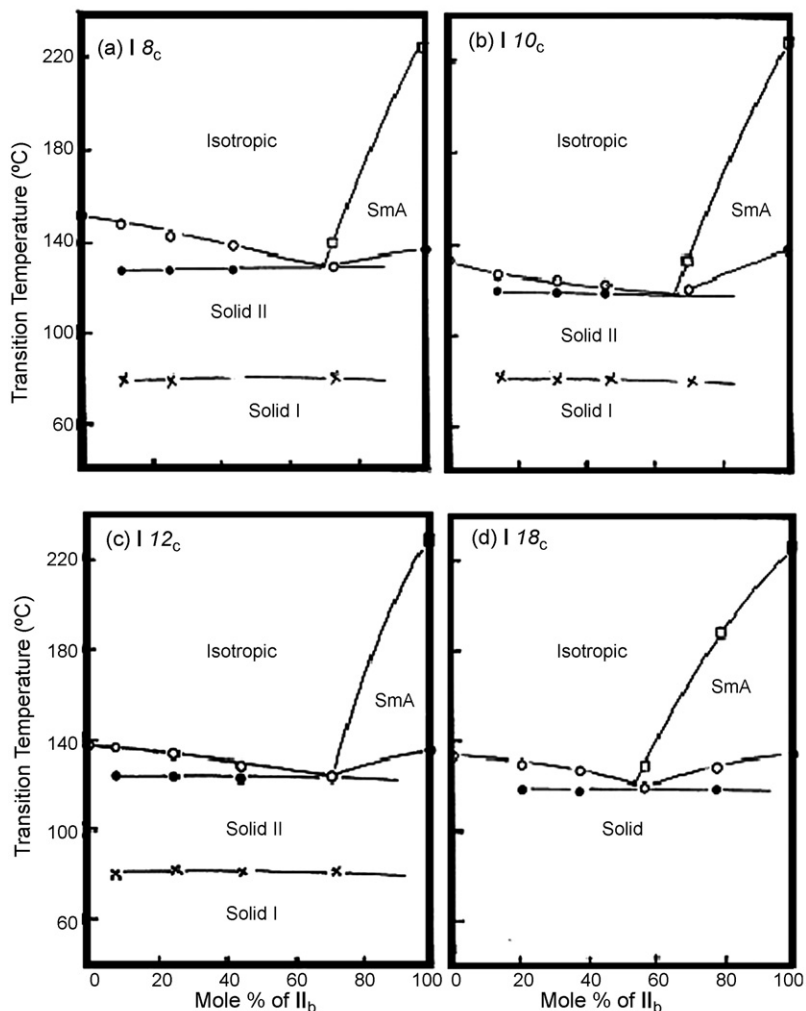 (a) I 8c
(b) I 10c
220
180
140
100
60
Transition Temperature (ºC)
Isotropic
SmA
Solid II
Solid I
Isotropic
SmA
Solid II
Solid I
(c) I 12c
(d) I 18c
220
180
140
100
60
Transition Temperature (ºC)
Isotropic
SmA
Solid II
Solid I
Isotropic
SmA
Solid
0 20 40 60 80 100
0 20 40 60 80 100
Mole % of IIb
Mole % of IIb